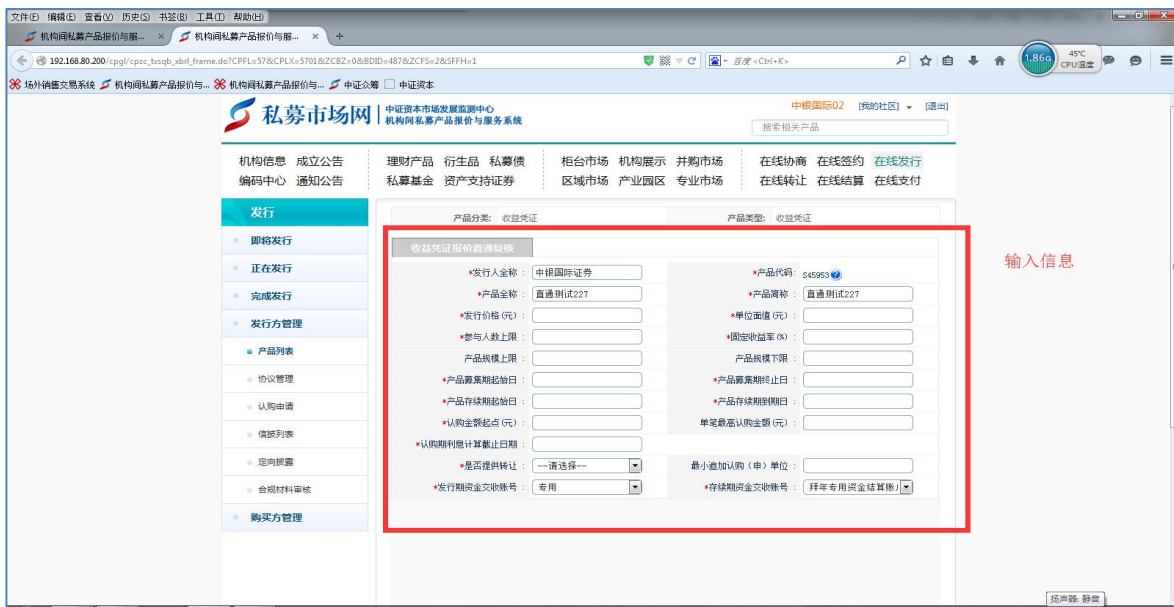 文件(F) 编辑(E) 查看(V) 历史(S) 书签(B) 工具(T) 帮助(H)
机构间私募产品报价与服... × 机构间私募产品报价与服... × +
192.168.80.200/cpgl/cpzc_txsqb_xbrl_frame.do?CPFL=57&CPLX=5701&ZCBZ=0&BDID=487&ZCFS=2&SFFH=1
百度 <Ctrl+K>
1.86G 45℃
CPU温度
场外销售交易系统 机构间私募产品报价与... 机构间私募产品报价与... 中证众筹 中证资本
私募市场网 中证资本市场发展监测中心
机构间私募产品报价与服务系统
中银国际02 [我的社区] [退出]
搜索相关产品
机构信息 成立公告 理财产品 衍生品 私募债 柜台市场 机构展示 并购市场 在线协商 在线签约 在线发行
编码中心 通知公告 私募基金 资产支持证券 区域市场 产业园区 专业市场 在线转让 在线结算 在线支付
发行
即将发行
正在发行
完成发行
发行方管理
产品列表
协议管理
认购申请
信披列表
定向披露
合规材料审核
购买方管理
产品分类: 收益凭证 产品类型: 收益凭证
收益凭证报价直通复核
*发行人全称 : 中银国际证券 *产品代码: S45953
*产品全称 : 直通测试227 *产品简称 : 直通测试227
*发行价格(元) : *单位面值(元) :
*参与人数上限 : *固定收益率(%) :
产品规模上限 : 产品规模下限 :
*产品募集期起始日 : *产品募集期终止日 :
*产品存续期起始日 : *产品存续期到期日 :
*认购金额起点(元) : 单笔最高认购金额(元) :
*认购期利息计算截止日期 :
*是否提供转让 : --请选择-- 最小追加认购(申)单位 :
*发行期资金交收账号 : 专用 *存续期资金交收账号 : 拜年专用资金结算账户
输入信息
扬声器: 静音